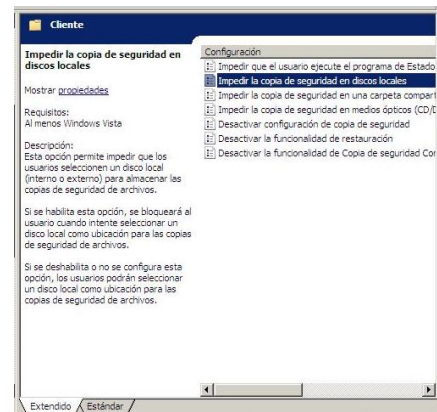 Cliente
Impedir la copia de seguridad en
discos locales
Mostrar propiedades
Requisitos:
Al menos Windows Vista
Descripción:
Esta opción permite impedir que los
usuarios seleccionen un disco local
(interno o externo) para almacenar las
copias de seguridad de archivos.
Si se habilita esta opción, se bloqueará al
usuario cuando intente seleccionar un
disco local como ubicación para las copias
de seguridad de archivos.
Si se deshabilita o no se configura esta
opción, los usuarios podrán seleccionar
un disco local como ubicación para las
copias de seguridad de archivos.
Configuración
Impedir que el usuario ejecute el programa de Estado
Impedir la copia de seguridad en discos locales
Impedir la copia de seguridad en una carpeta compart
Impedir la copia de seguridad en medios ópticos (CD/D
Desactivar configuración de copia de seguridad
Desactivar la funcionalidad de restauración
Desactivar la funcionalidad de Copia de seguridad Cor
Extendido
Estándar